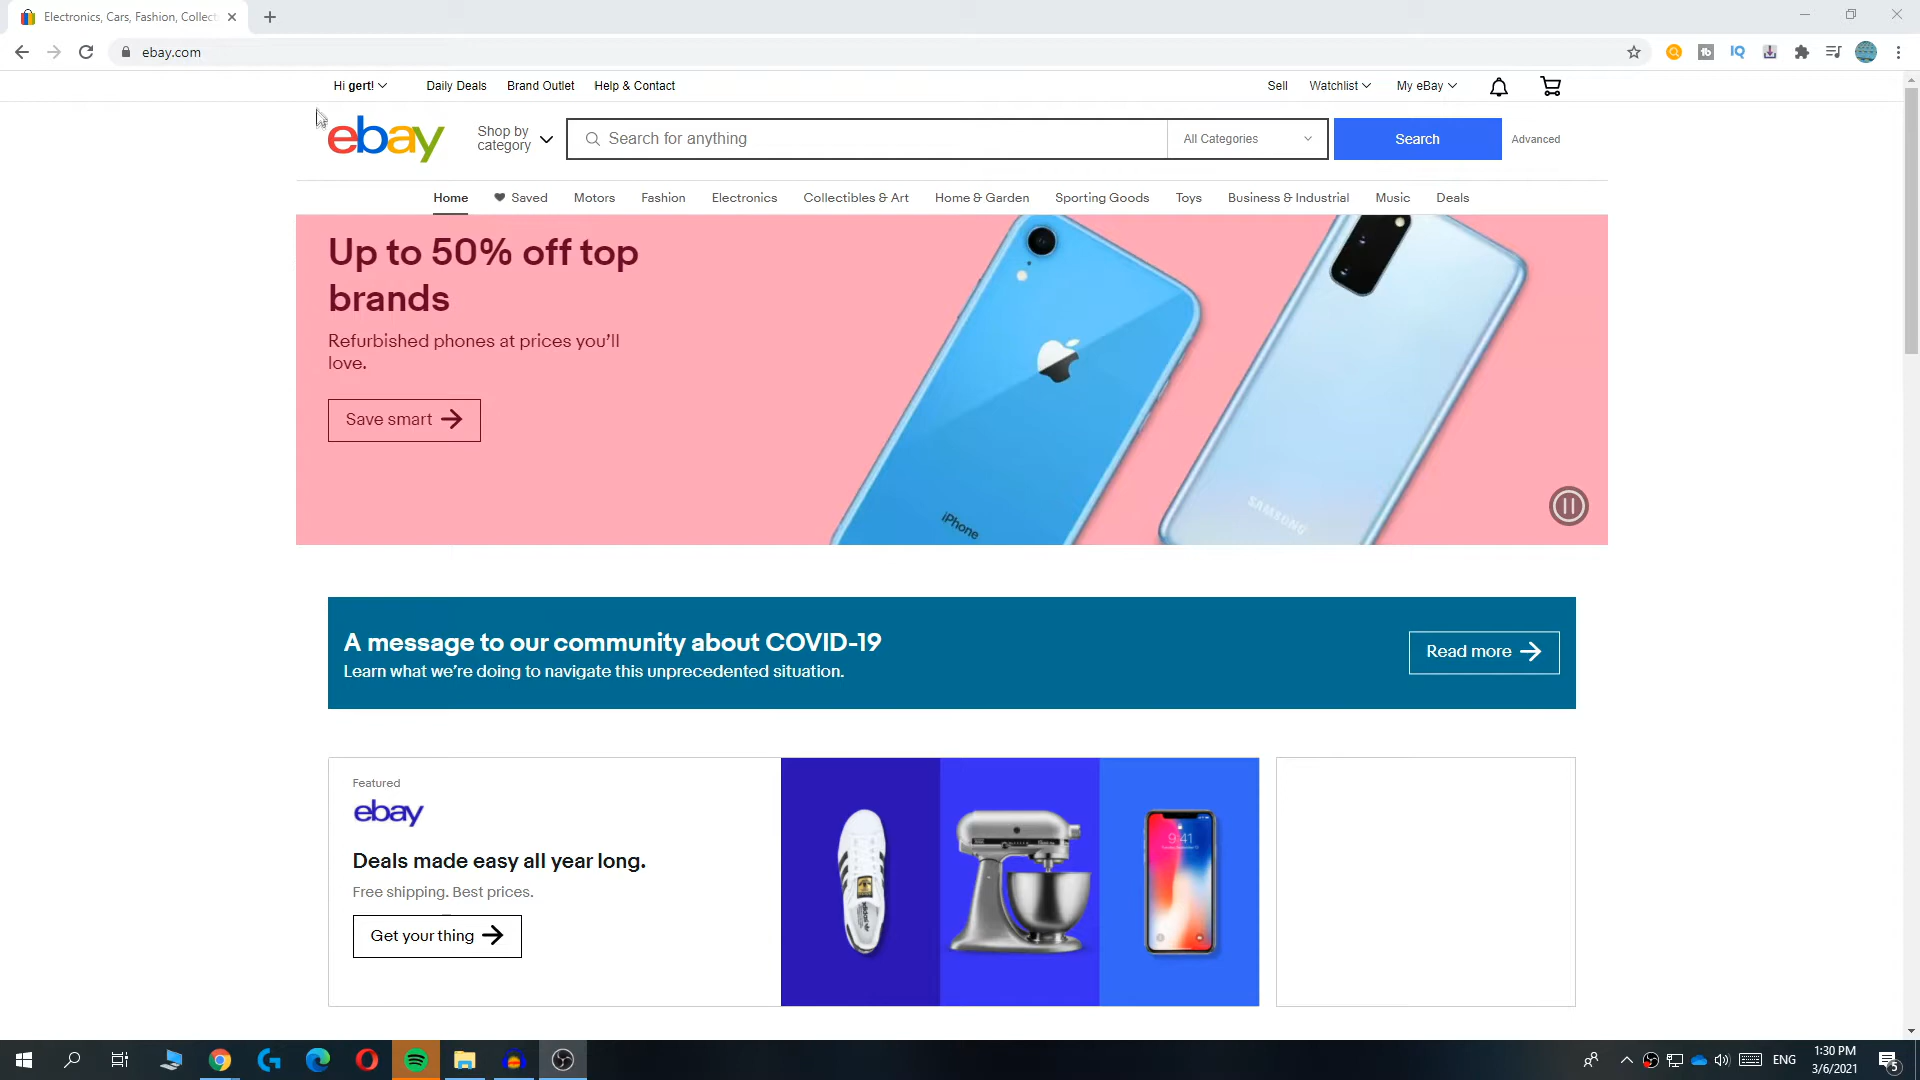 Electronics, Cars, Fashion, Collect
ebay.com
Hi gert!
Daily Deals
Brand Outlet
Help & Contact
Sell
Watchlist
My eBay
ebay
Shop by
category
Search for anything
All Categories
Search
Advanced
Home
Saved
Motors
Fashion
Electronics
Collectibles & Art
Home & Garden
Sporting Goods
Toys
Business & Industrial
Music
Deals
Up to 50% off top
brands
Refurbished phones at prices you'll
love.
Save smart
iPhone
SAMSUNG
A message to our community about COVID-19
Learn what we're doing to navigate this unprecedented situation.
Read more
Featured
ebay
Deals made easy all year long.
Free shipping. Best prices.
Get your thing
9:41
ENG
1:30 PM
3/6/2021
5